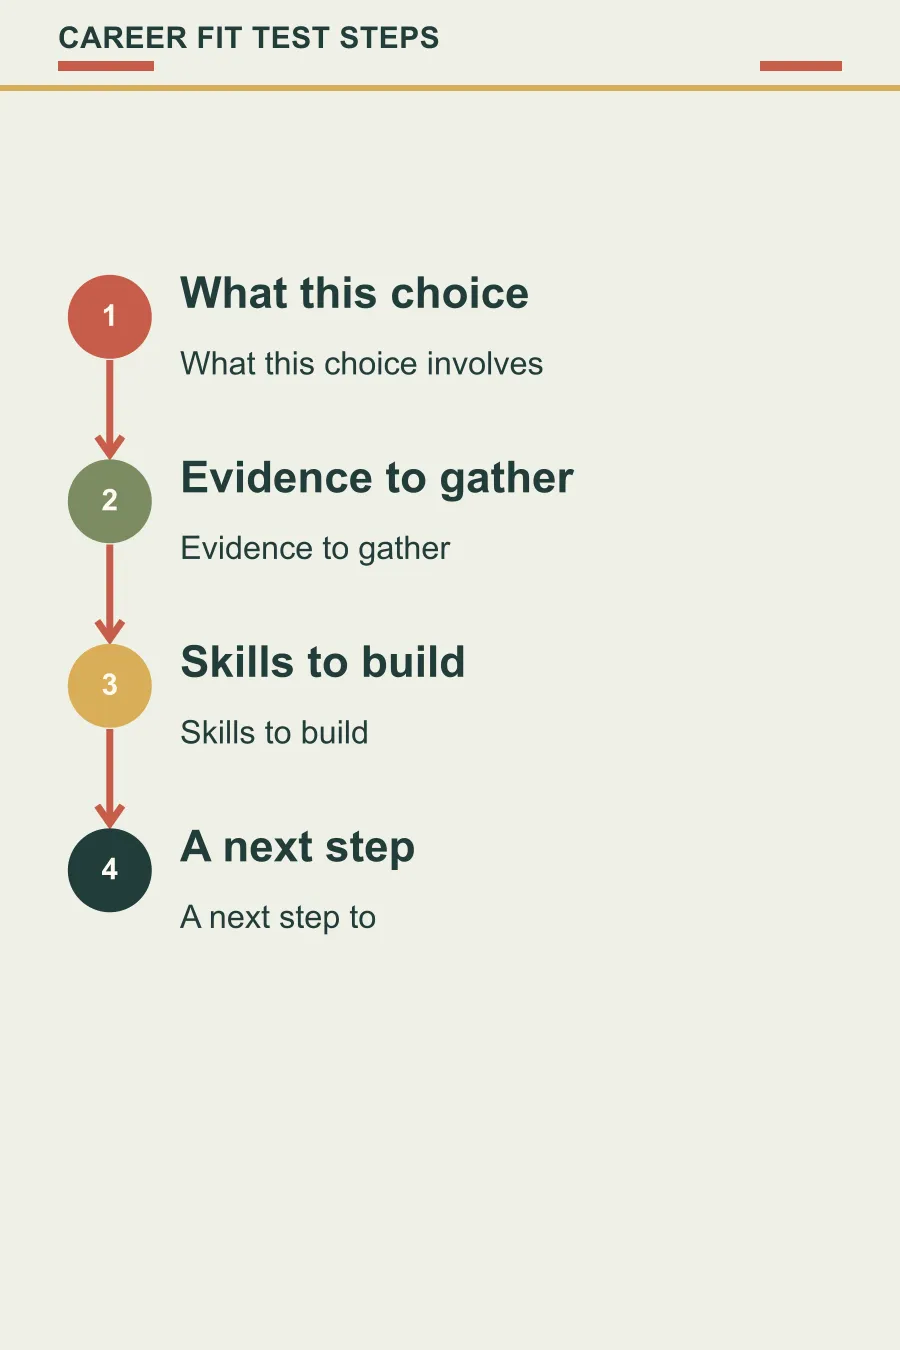 CAREER FIT TEST STEPS
1
What this choice
What this choice involves
2
Evidence to gather
Evidence to gather
3
Skills to build
Skills to build
4
A next step
A next step to